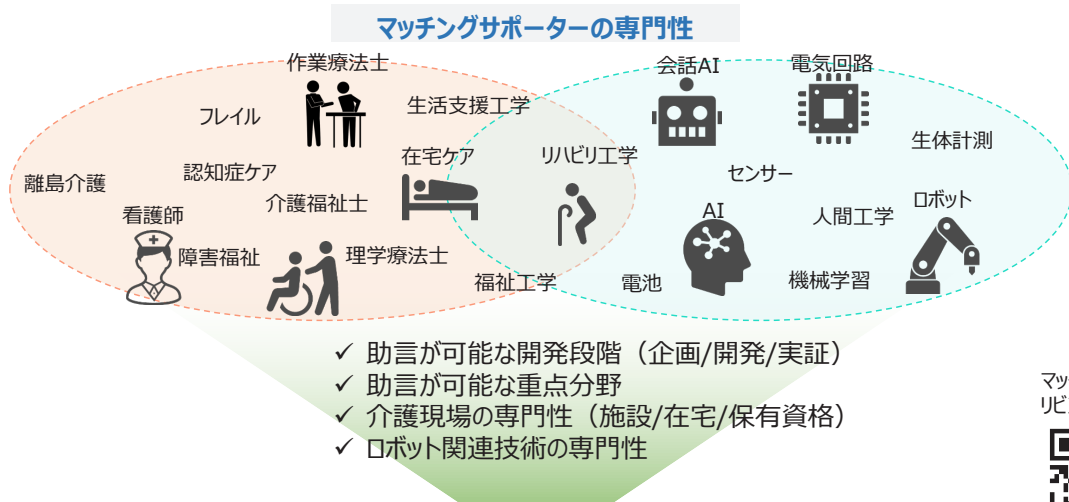 マッチングサポーターの専門性
作業療法士
会話AI
電気回路
フレイル
生活支援工学
生体計測
離島介護
認知症ケア
在宅ケア
リハビリ工学
センサー
看護師
介護福祉士
AI
人間工学
ロボット
障害福祉
理学療法士
福祉工学
電池
機械学習
✓ 助言が可能な開発段階（企画/開発/実証）
✓ 助言が可能な重点分野
✓ 介護現場の専門性（施設/在宅/保有資格）
✓ ロボット関連技術の専門性
マッ
リビ